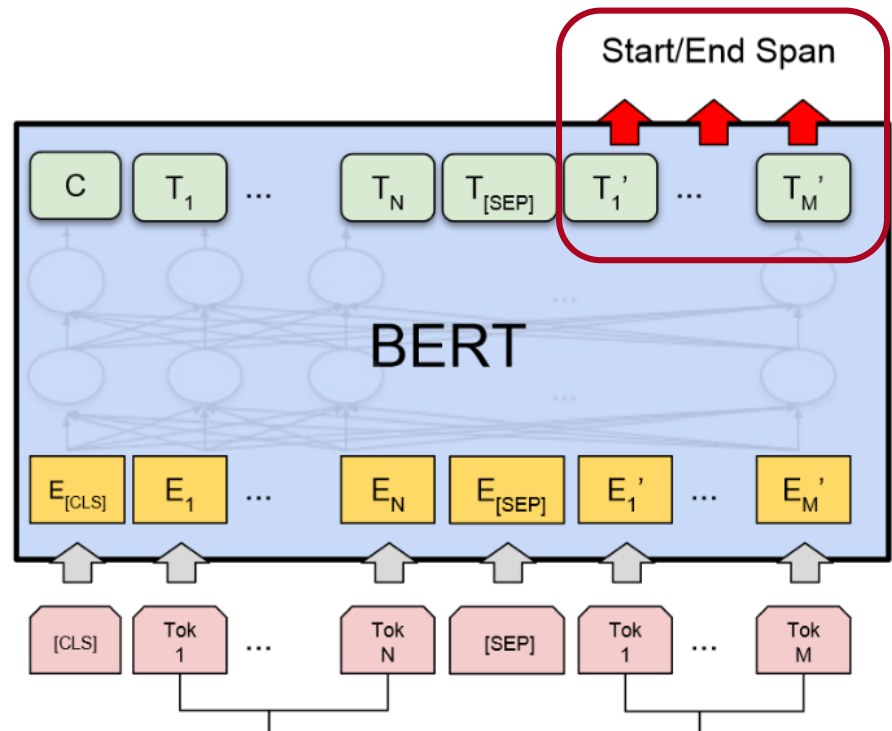 Start/End Span
C T1 ... TN T[SEP] T1' ... TM'
...
BERT
...
E[CLS] E1 ... EN E[SEP] E1' ... EM'
[CLS] Tok 1 ... Tok N [SEP] Tok 1 ... Tok M